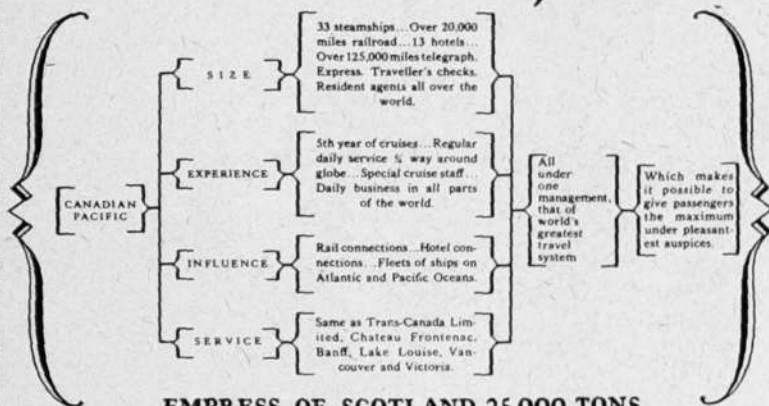 CANADIAN
PACIFIC
SIZE
33 steamships...Over 20,000
miles railroad...13 hotels...
Over 125,000 miles telegraph.
Express. Traveller's checks.
Resident agents all over the
world.
EXPERIENCE
5th year of cruises...Regular
daily service ¾ way around
globe...Special cruise staff...
Daily business in all parts
of the world.
INFLUENCE
Rail connections...Hotel con-
nections...Fleets of ships on
Atlantic and Pacific Oceans.
SERVICE
Same as Trans-Canada Lim-
ited, Chateau Frontenac,
Banff, Lake Louise, Van-
couver and Victoria.
All
under
one
management,
that of
world's
greatest
travel
system
Which makes
it possible to
give passengers
the maximum
under pleasant-
est auspices.
EMPRESS OF SCOTLAND 25,000 TONS